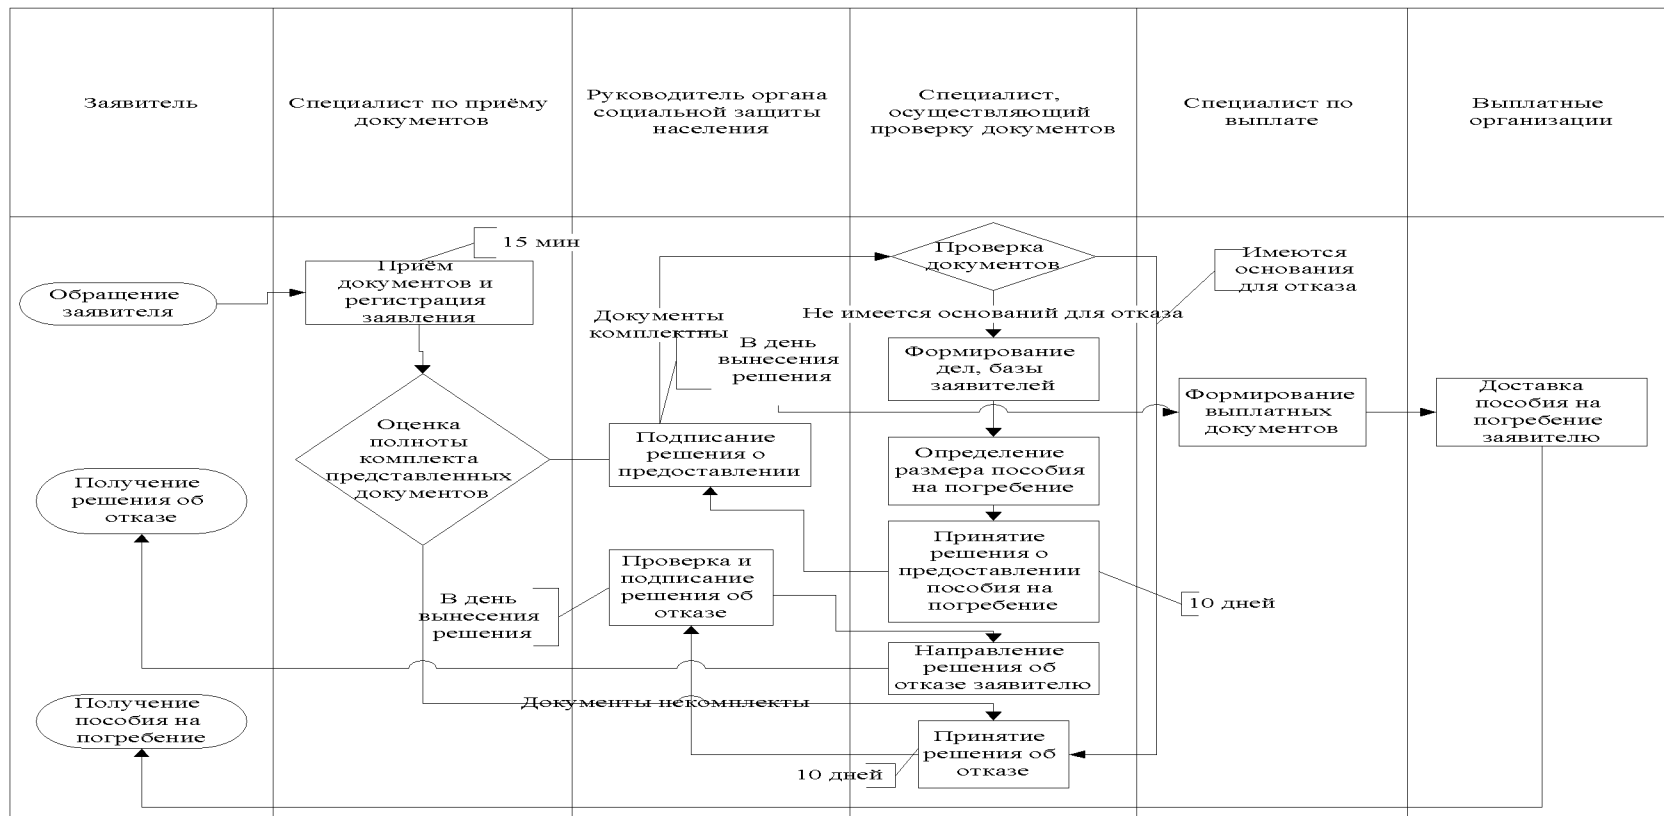 Заявитель
Специалист по приёму
документов
Руководитель органа
социальной защиты
населения
Специалист,
осуществляющий
проверку документов
Специалист по
выплате
Выплатные
организации
15 мин
Приём
документов и
регистрация
заявления
Обращение
заявителя
Проверка
документов
Имеются
основания
для отказа
Не имеется оснований для отказа
Документы
комплектны
В день
вынесения
решения
Формирование
дел, базы
заявителей
Формирование
выплатных
документов
Доставка
пособия на
погребение
заявителю
Оценка
полноты
комплекта
представленных
документов
Подписание
решения о
предоставлении
Определение
размера пособия
на погребение
Получение
решения об
отказе
Принятие
решения о
предоставлении
пособия на
погребение
10 дней
Проверка и
подписание
решения об
отказе
В день
вынесения
решения
Направление
решения об
отказе заявителю
Документы некомплекты
Получение
пособия на
погребение
Принятие
решения об
отказе
10 дней